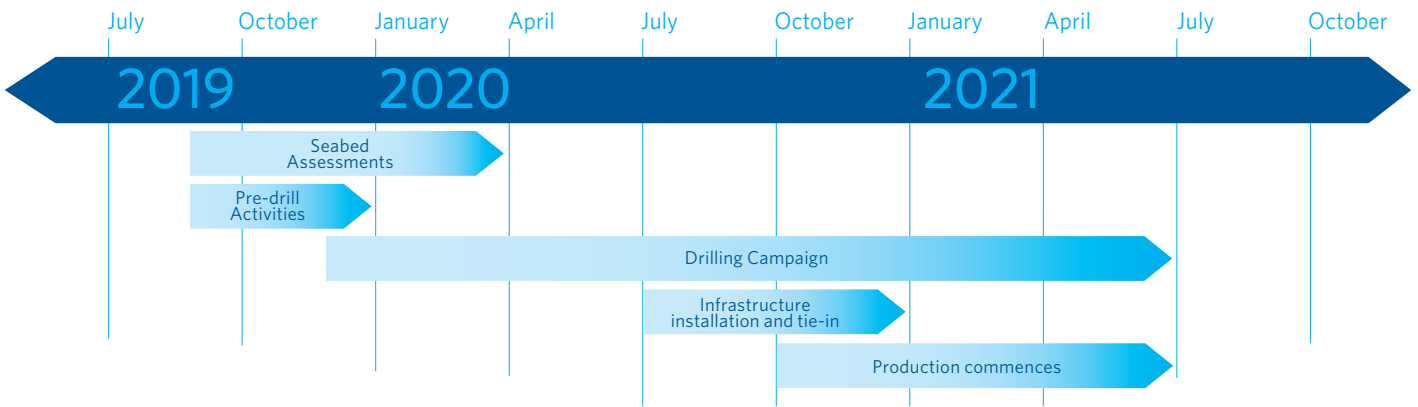 July October January April July October January April July October
2019 2020 2021
Seabed
Assessments
Pre-drill
Activities
Drilling Campaign
Infrastructure
installation and tie-in
Production commences